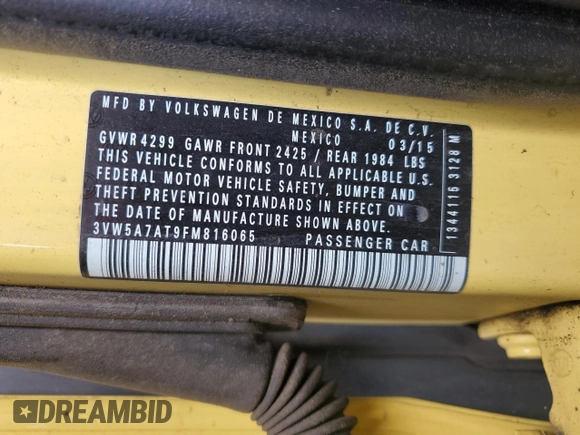 MFD BY VOLKSWAGEN DE MEXICO S.A. DE C.V.
MEXICO 03/15
GVWR 4299 GAWR FRONT 2425 / REAR 1984 LBS
THIS VEHICLE CONFORMS TO ALL APPLICABLE U.S.
FEDERAL MOTOR VEHICLE SAFETY, BUMPER AND
THEFT PREVENTION STANDARDS IN EFFECT ON
THE DATE OF MANUFACTURE SHOWN ABOVE.
3VW5A7AT9FM816065 PASSENGER CAR
1344115 3128 M
DREAMBID